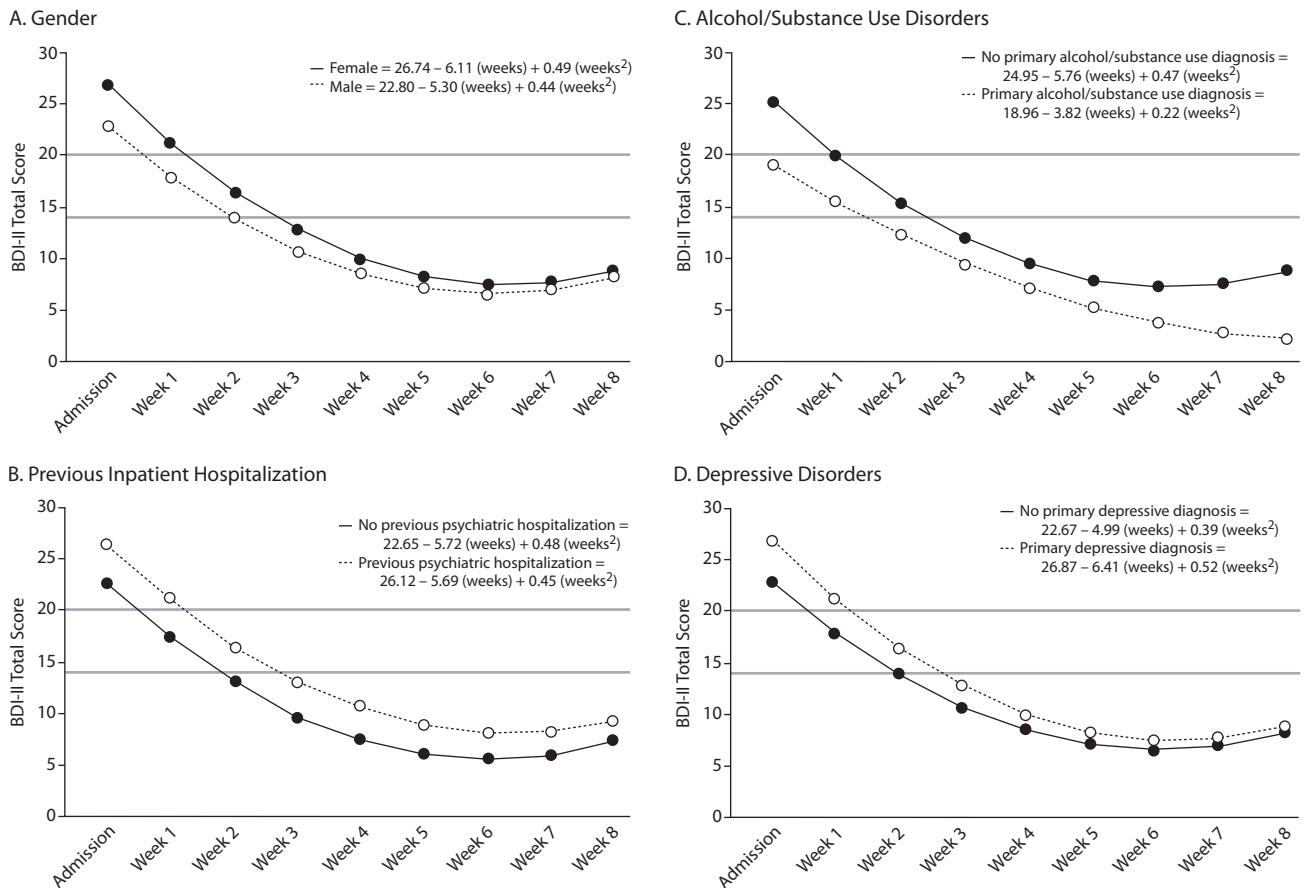 A. Gender
BDI-II Total Score
30
25
20
15
10
5
0
Female = 26.74 – 6.11 (weeks) + 0.49 (weeks²)
Male = 22.80 – 5.30 (weeks) + 0.44 (weeks²)
Admission
Week 1
Week 2
Week 3
Week 4
Week 5
Week 6
Week 7
Week 8
C. Alcohol/Substance Use Disorders
BDI-II Total Score
30
25
20
15
10
5
0
No primary alcohol/substance use diagnosis =
24.95 – 5.76 (weeks) + 0.47 (weeks²)
Primary alcohol/substance use diagnosis =
18.96 – 3.82 (weeks) + 0.22 (weeks²)
Admission
Week 1
Week 2
Week 3
Week 4
Week 5
Week 6
Week 7
Week 8
B. Previous Inpatient Hospitalization
BDI-II Total Score
30
25
20
15
10
5
0
No previous psychiatric hospitalization =
22.65 – 5.72 (weeks) + 0.48 (weeks²)
Previous psychiatric hospitalization =
26.12 – 5.69 (weeks) + 0.45 (weeks²)
Admission
Week 1
Week 2
Week 3
Week 4
Week 5
Week 6
Week 7
Week 8
D. Depressive Disorders
BDI-II Total Score
30
25
20
15
10
5
0
No primary depressive diagnosis =
22.67 – 4.99 (weeks) + 0.39 (weeks²)
Primary depressive diagnosis =
26.87 – 6.41 (weeks) + 0.52 (weeks²)
Admission
Week 1
Week 2
Week 3
Week 4
Week 5
Week 6
Week 7
Week 8